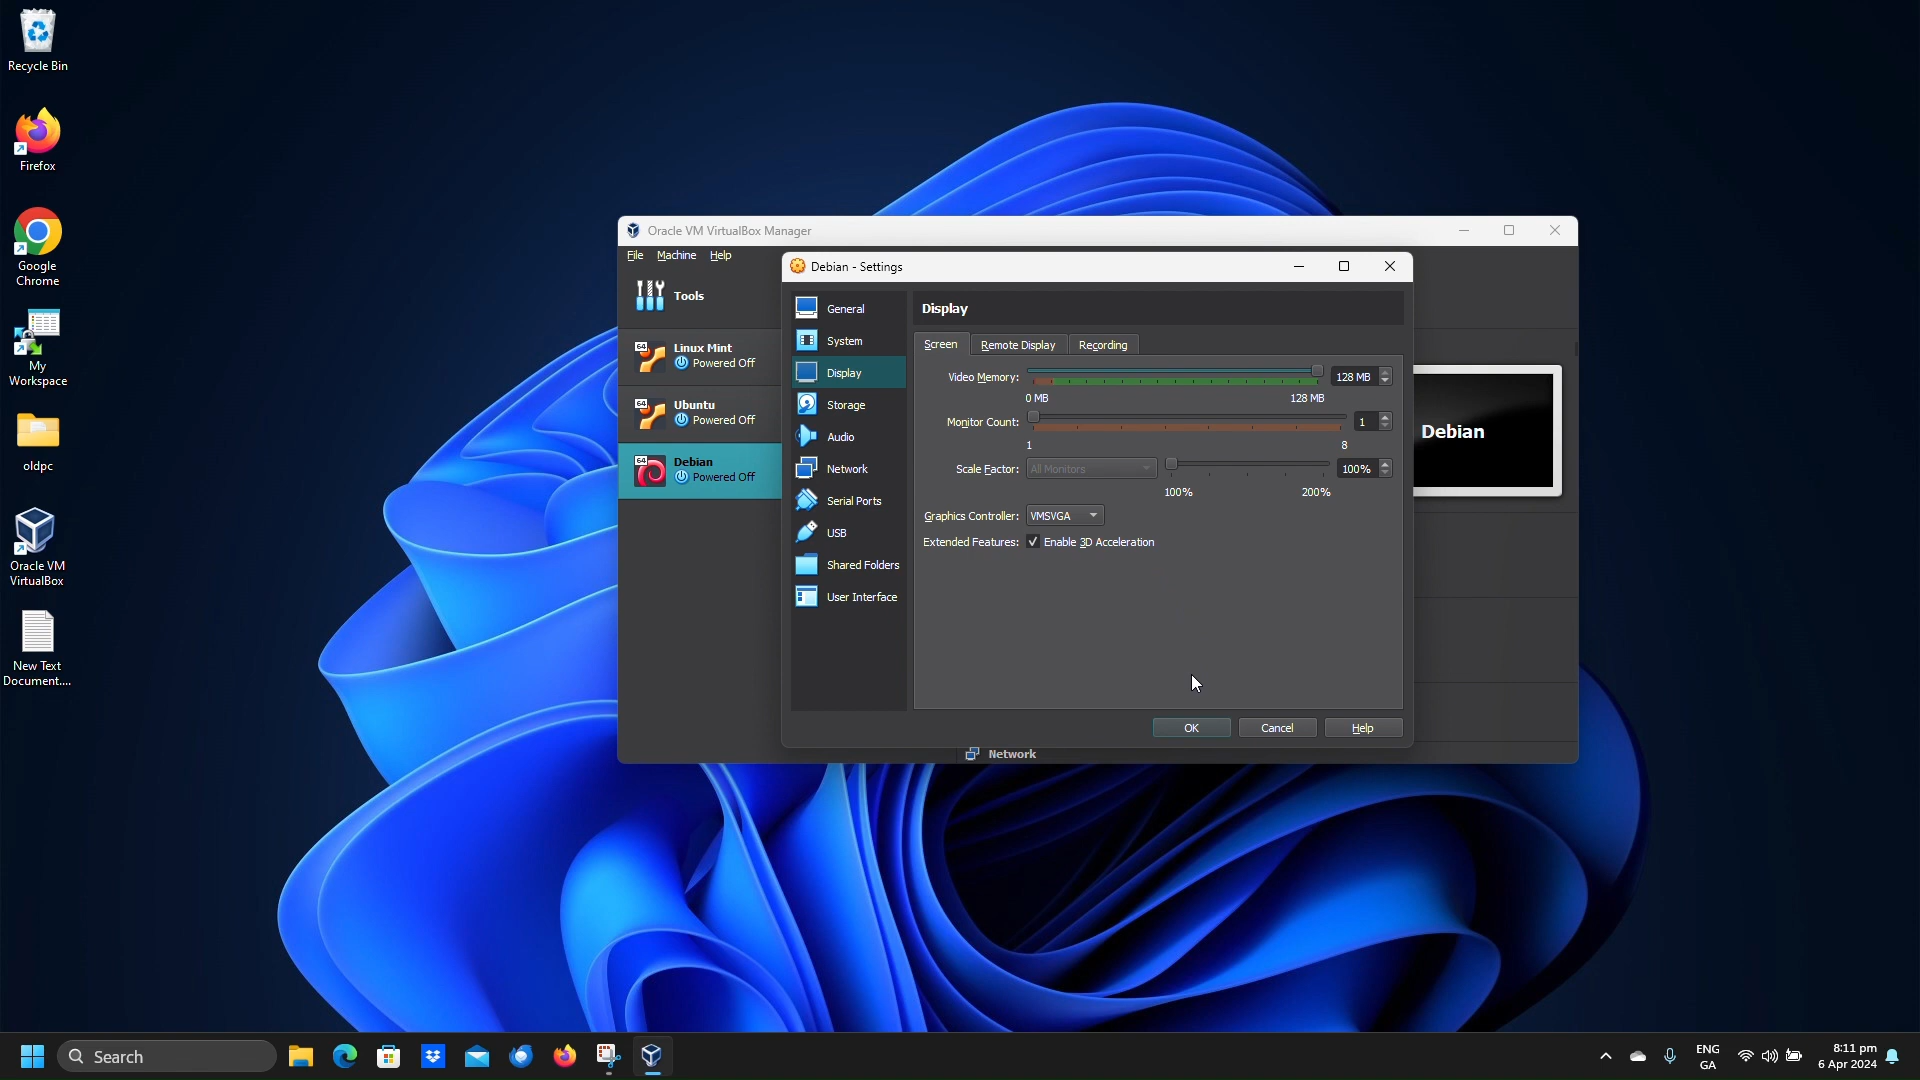 Recycle Bin
Firefox
Google
Chrome
My
Workspace
oldpc
Oracle VM
VirtualBox
New Text
Document....
Oracle VM VirtualBox Manager
File Machine Help
Tools
64
Linux Mint
Powered Off
64
Ubuntu
Powered Off
64
Debian
Powered Off
Debian - Settings
General
System
Display
Storage
Audio
Network
Serial Ports
USB
Shared Folders
User Interface
Display
Screen Remote Display Recording
Video Memory: 128 MB
0 MB 128 MB
Monitor Count: 1
1 8
Scale Factor: All Monitors 100%
100% 200%
Graphics Controller: VMSVGA
Extended Features: Enable 3D Acceleration
OK Cancel Help
Debian
Network
Search
ENG
GA
8:11 pm
6 Apr 2024